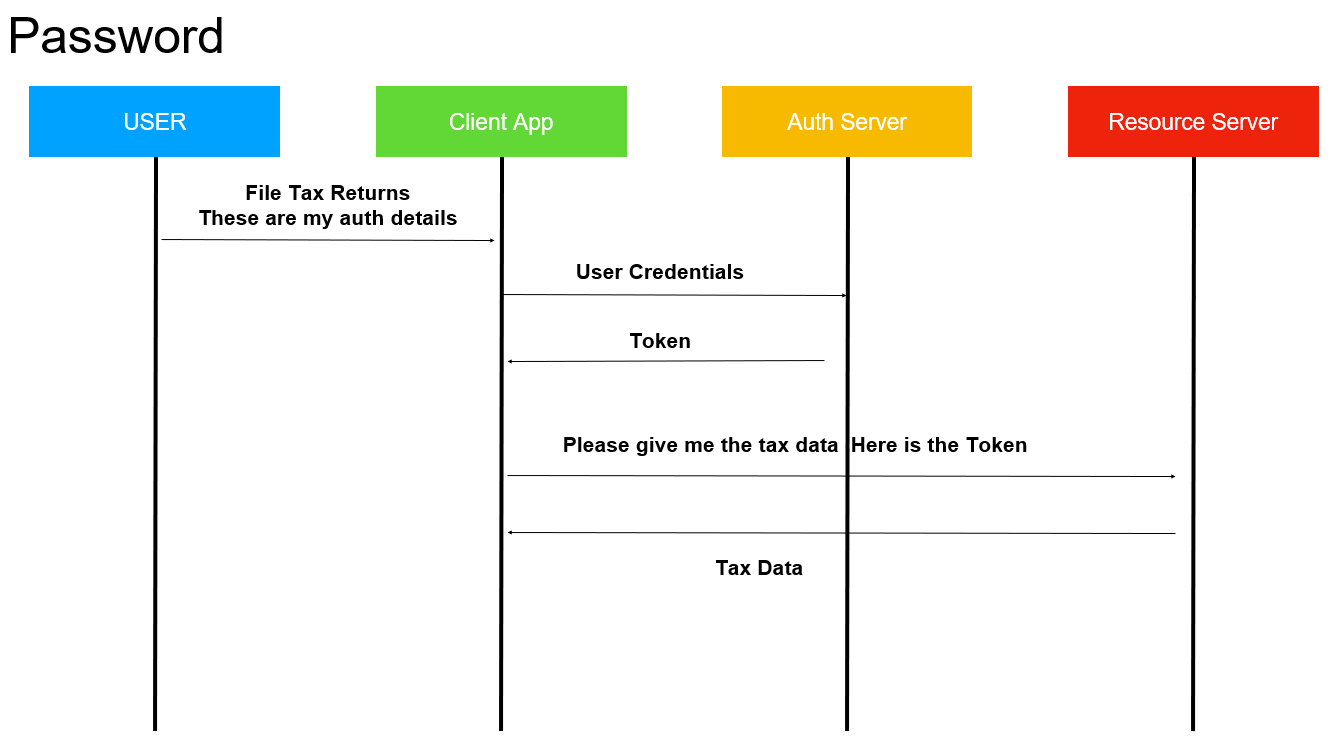 Password
USER
Client App
Auth Server
Resource Server
File Tax Returns
These are my auth details
User Credentials
Token
Please give me the tax data Here is the Token
Tax Data